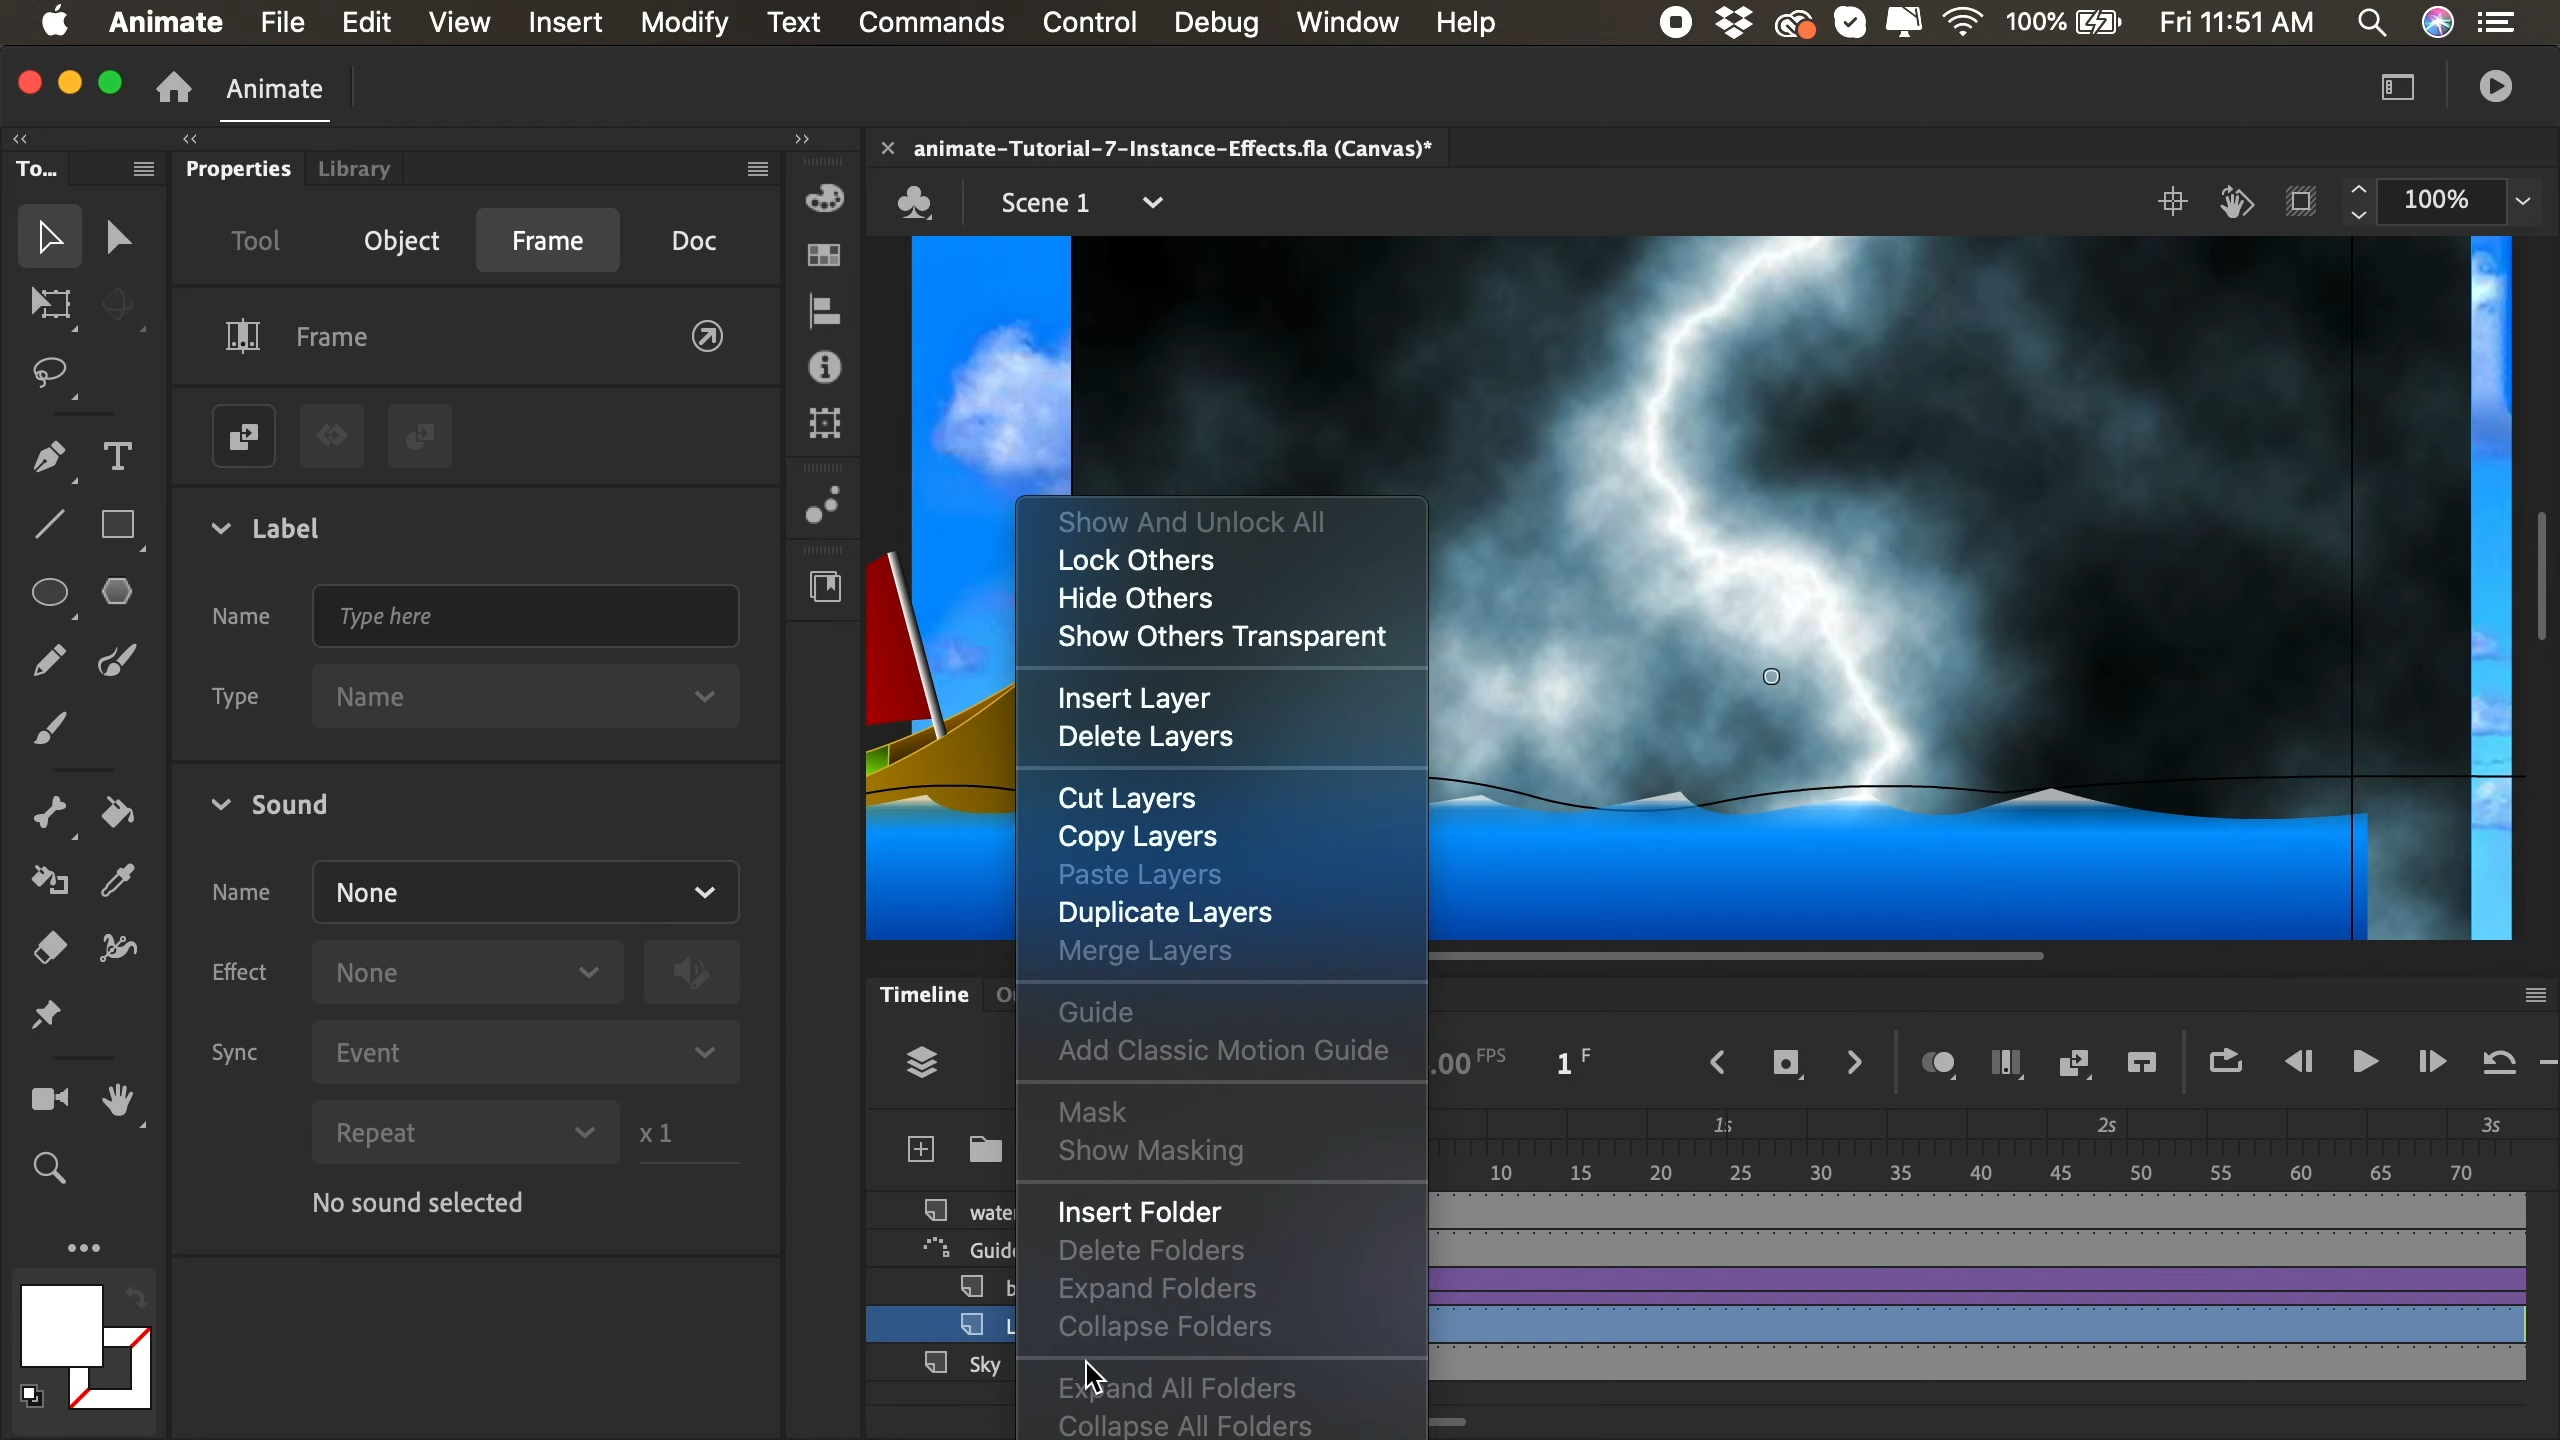 Animate File Edit View Insert Modify Text Commands Control Debug Window Help 100% Fri 11:51 AM
Animate
To... Properties Library
animate-Tutorial-7-Instance-Effects.fla (Canvas)*
Scene 1 100%
Tool Object Frame Doc
Frame
Label
Name Type here
Type Name
Sound
Name None
Effect None
Sync Event
Repeat x 1
No sound selected
Show And Unlock All
Lock Others
Hide Others
Show Others Transparent
Insert Layer
Delete Layers
Cut Layers
Copy Layers
Paste Layers
Duplicate Layers
Merge Layers
Guide
Add Classic Motion Guide
Mask
Show Masking
Insert Folder
Delete Folders
Expand Folders
Collapse Folders
Expand All Folders
Collapse All Folders
Timeline
.00 FPS 1 F
1s 2s 3s
10 15 20 25 30 35 40 45 50 55 60 65 70
Sky